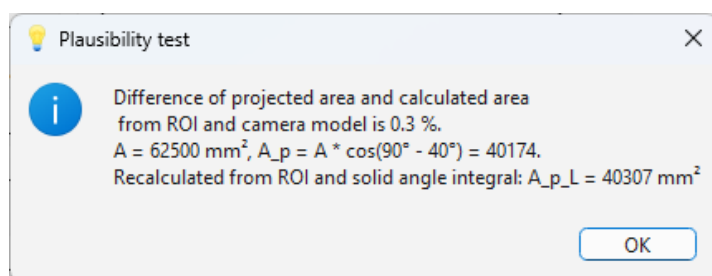 Plausibility test
Difference of projected area and calculated area
from ROI and camera model is 0.3 %.
A = 62500 mm², A_p = A * cos(90° - 40°) = 40174.
Recalculated from ROI and solid angle integral: A_p_L = 40307 mm²
OK